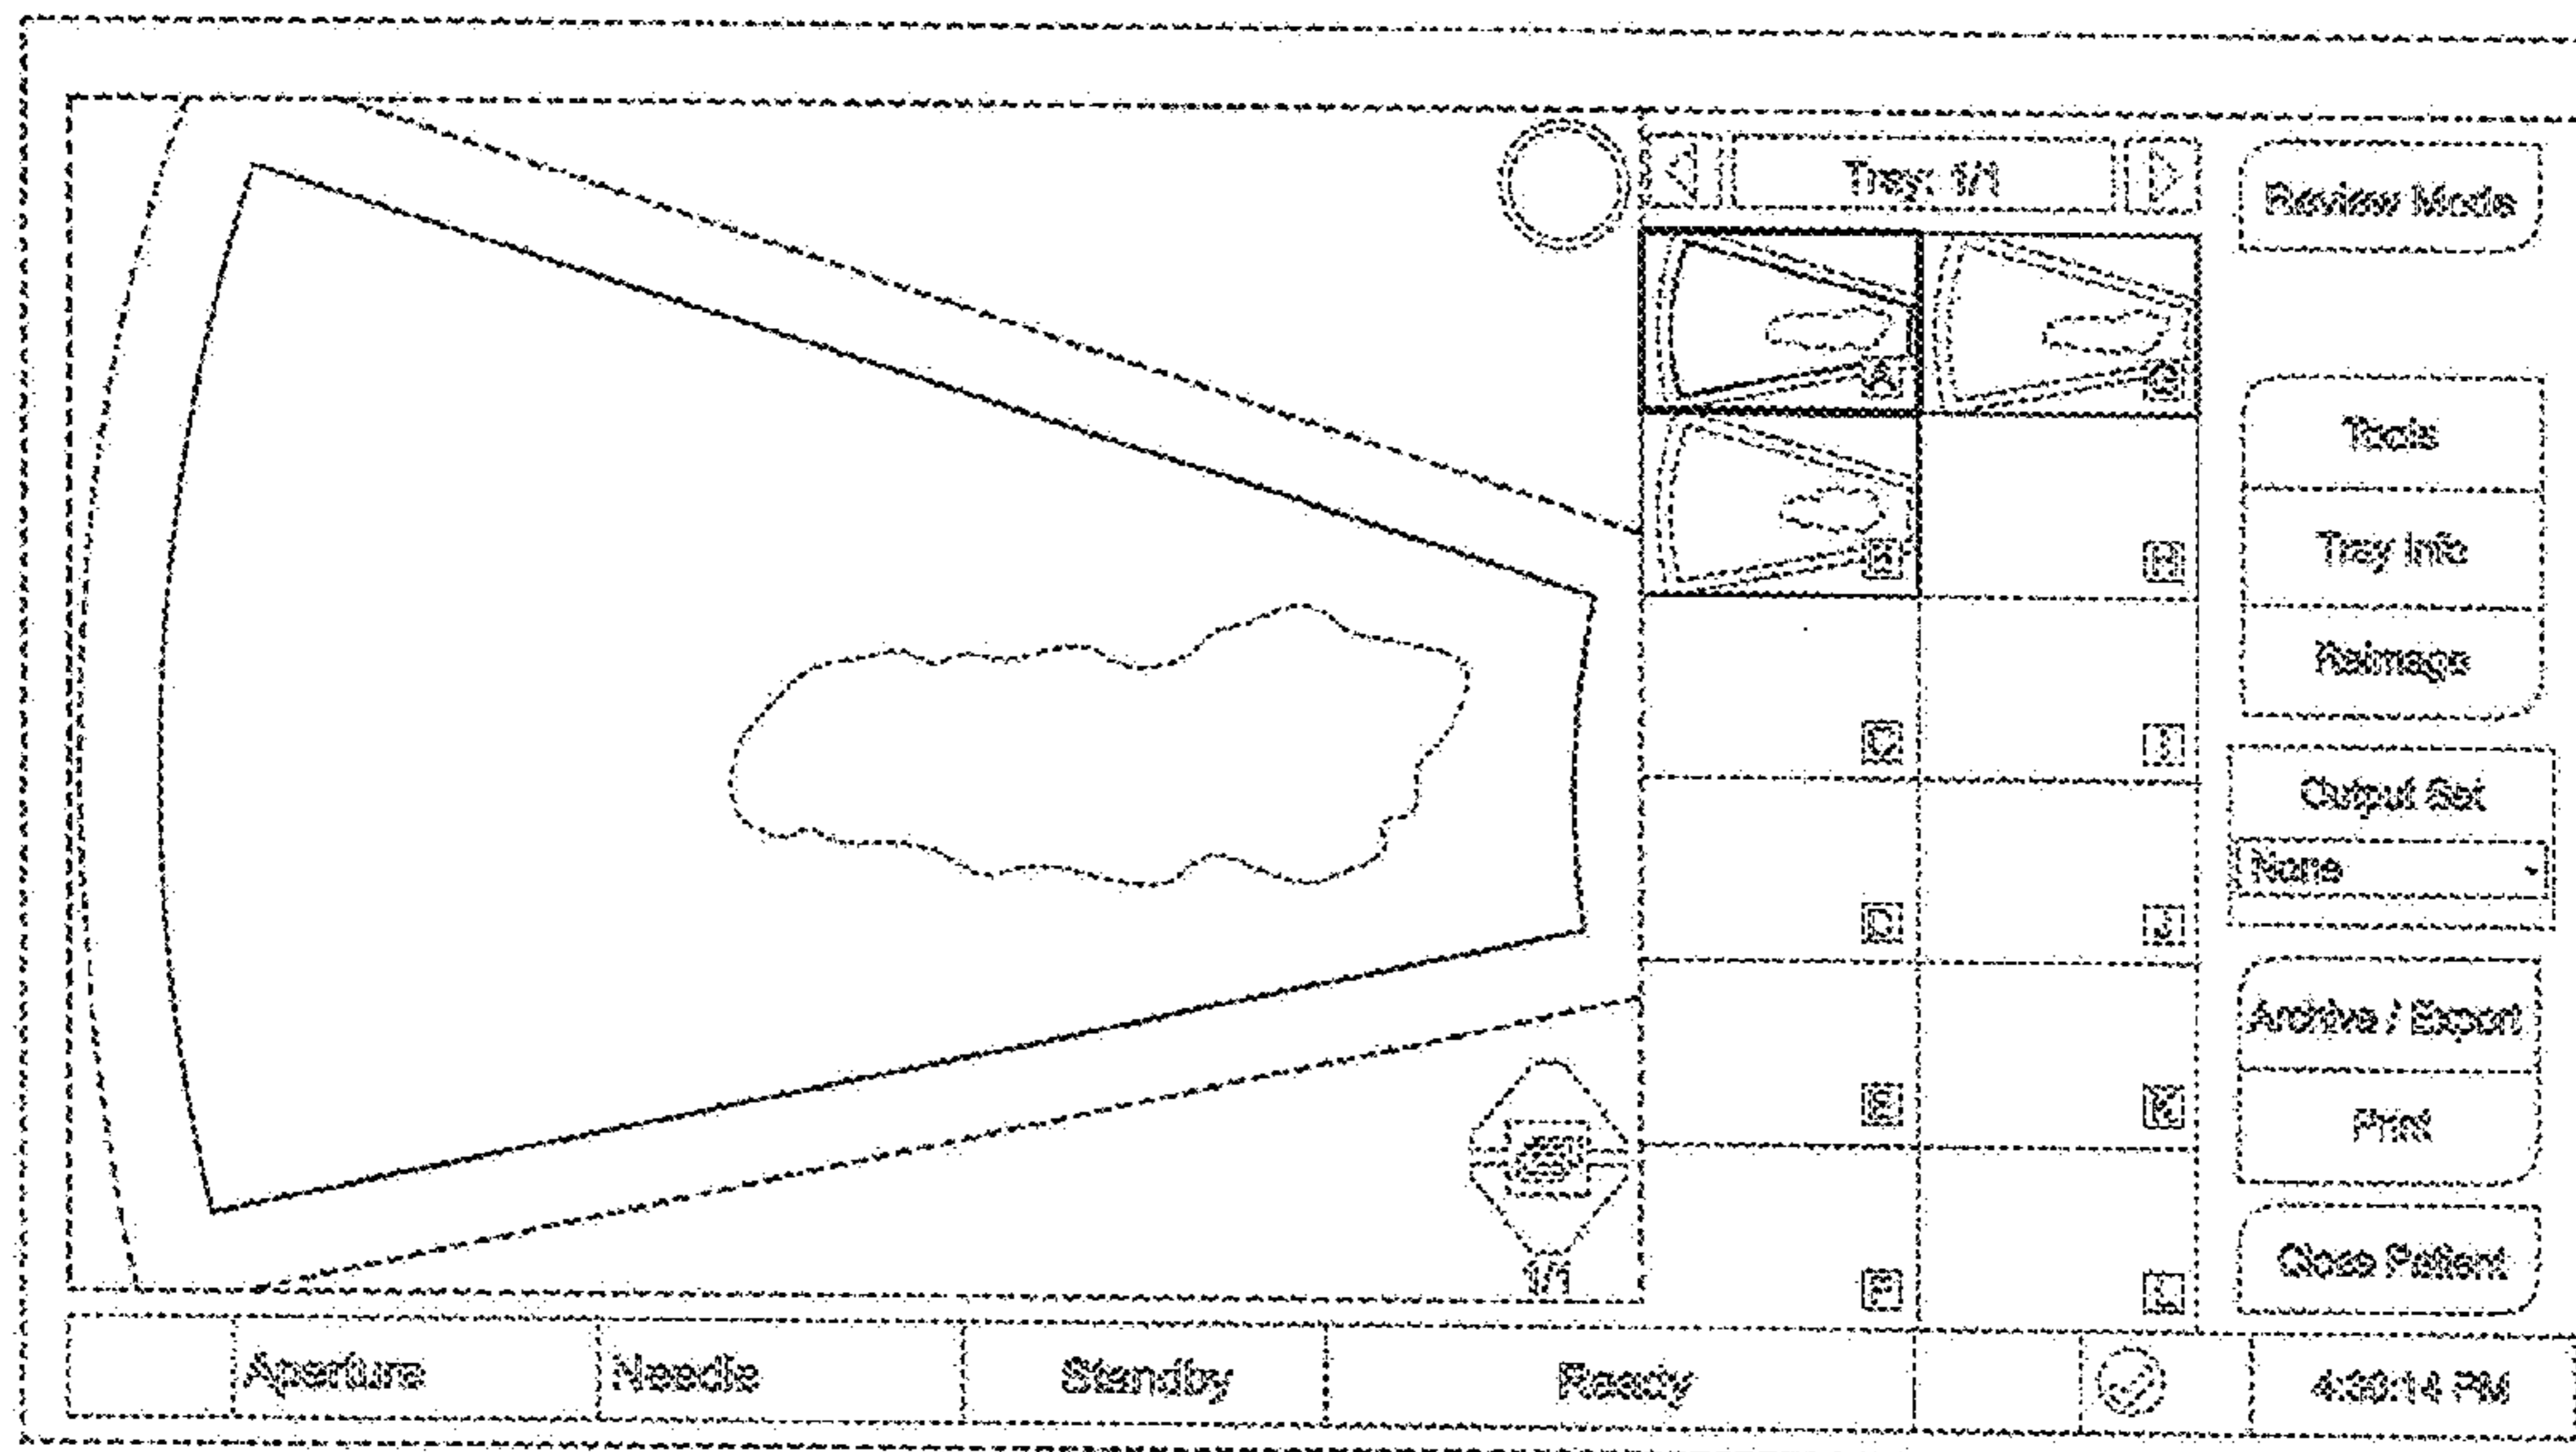 Tray: 1/1
Review Mode
A
G
B
H
C
I
D
J
E
K
F
L
Tools
Tray Info
Reimage
Output Set
None
Archive / Export
Print
Close Patient
1/1
Aperture
Needle
Standby
Ready